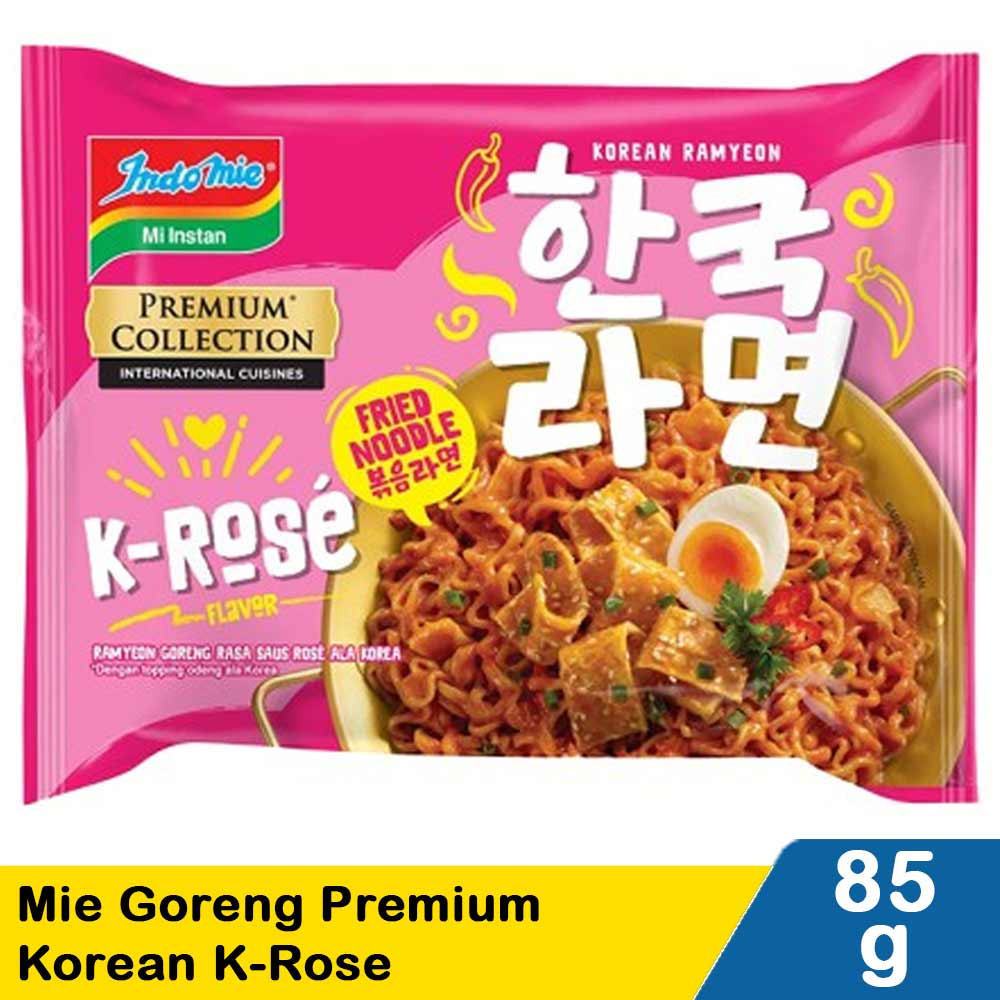 Indomie
Mi Instan
PREMIUM
COLLECTION
INTERNATIONAL CUISINES
KOREAN RAMYEON
한국
라면
FRIED
NOODLE
볶음라면
K-Rosé
FLAVOR
RAMYEON GORENG RASA SAUS ROSÉ ALA KOREA
*Dengan topping odeng ala Korea
Mie Goreng Premium
Korean K-Rose
85
g